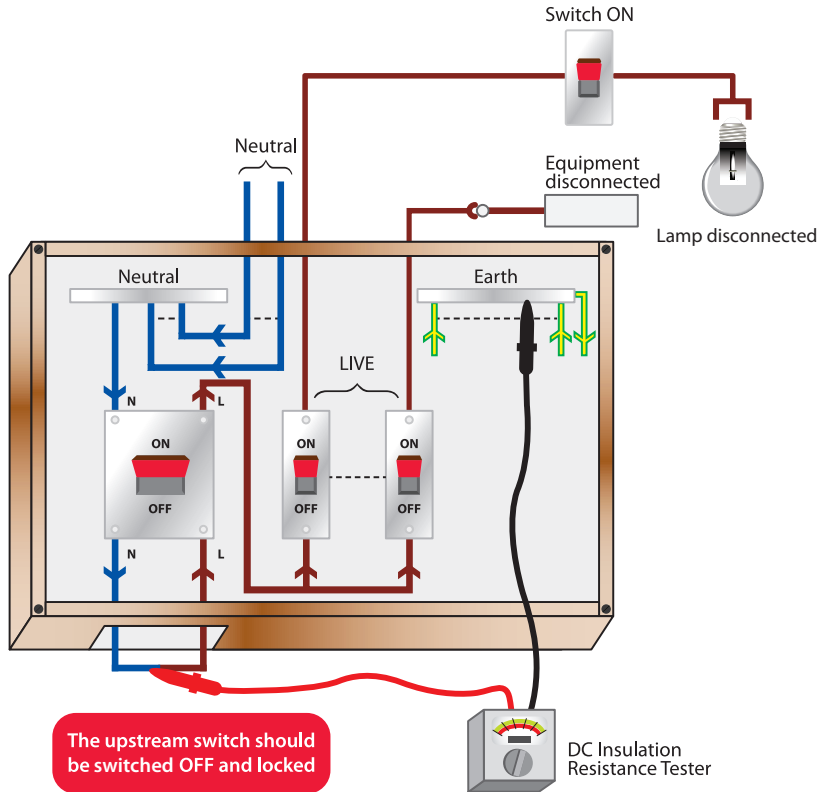 Switch ON
Neutral
Equipment
disconnected
Lamp disconnected
Neutral
Earth
LIVE
N
L
ON
OFF
ON
OFF
ON
OFF
N
L
The upstream switch should
be switched OFF and locked
DC Insulation
Resistance Tester